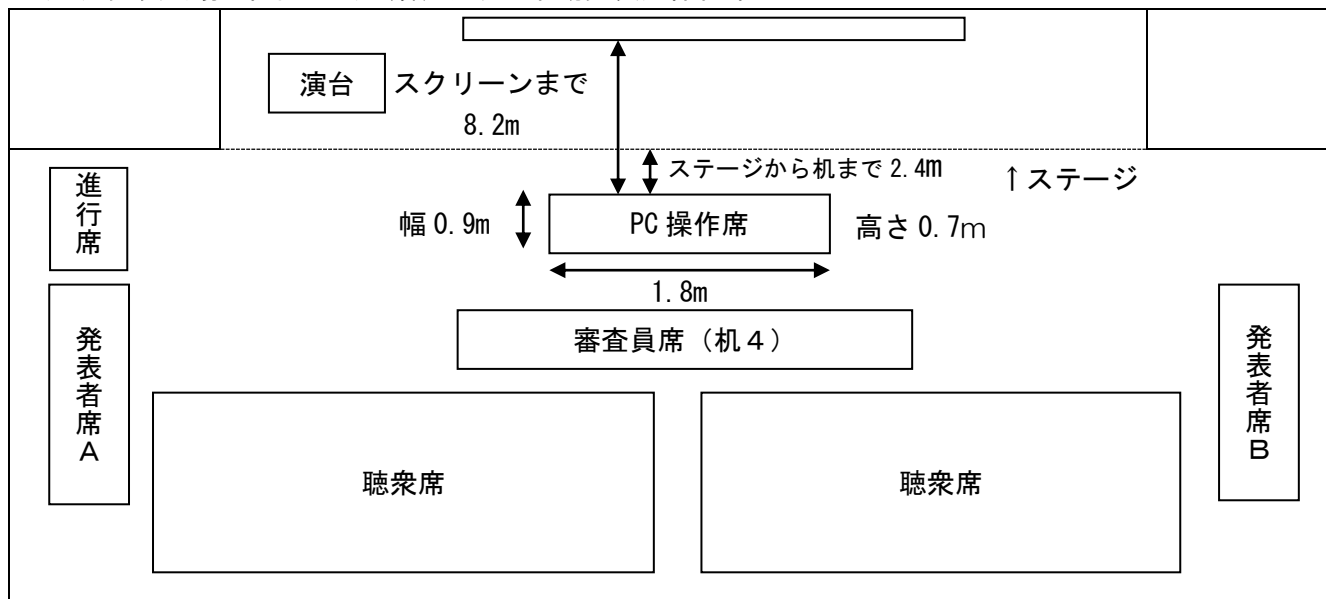 演台
スクリーンまで
8.2m
ステージから机まで 2.4m
↑ステージ
進行席
幅 0.9m
PC 操作席
高さ 0.7m
1.8m
審査員席（机４）
発表者席Ａ
発表者席Ｂ
聴衆席
聴衆席